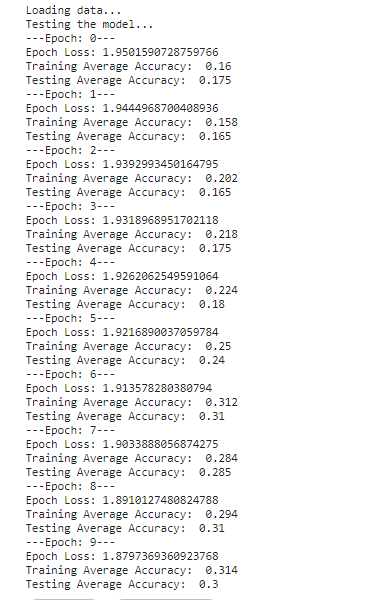 Loading data...
Testing the model...
---Epoch: 0---
Epoch Loss: 1.9501590728759766
Training Average Accuracy:  0.16
Testing Average Accuracy:  0.175
---Epoch: 1---
Epoch Loss: 1.9444968700408936
Training Average Accuracy:  0.158
Testing Average Accuracy:  0.165
---Epoch: 2---
Epoch Loss: 1.9392993450164795
Training Average Accuracy:  0.202
Testing Average Accuracy:  0.165
---Epoch: 3---
Epoch Loss: 1.9318968951702118
Training Average Accuracy:  0.218
Testing Average Accuracy:  0.175
---Epoch: 4---
Epoch Loss: 1.9262062549591064
Training Average Accuracy:  0.224
Testing Average Accuracy:  0.18
---Epoch: 5---
Epoch Loss: 1.9216890037059784
Training Average Accuracy:  0.25
Testing Average Accuracy:  0.24
---Epoch: 6---
Epoch Loss: 1.913578280380794
Training Average Accuracy:  0.312
Testing Average Accuracy:  0.31
---Epoch: 7---
Epoch Loss: 1.9033888056874275
Training Average Accuracy:  0.284
Testing Average Accuracy:  0.285
---Epoch: 8---
Epoch Loss: 1.8910127480824788
Training Average Accuracy:  0.294
Testing Average Accuracy:  0.31
---Epoch: 9---
Epoch Loss: 1.8797369360923768
Training Average Accuracy:  0.314
Testing Average Accuracy:  0.3